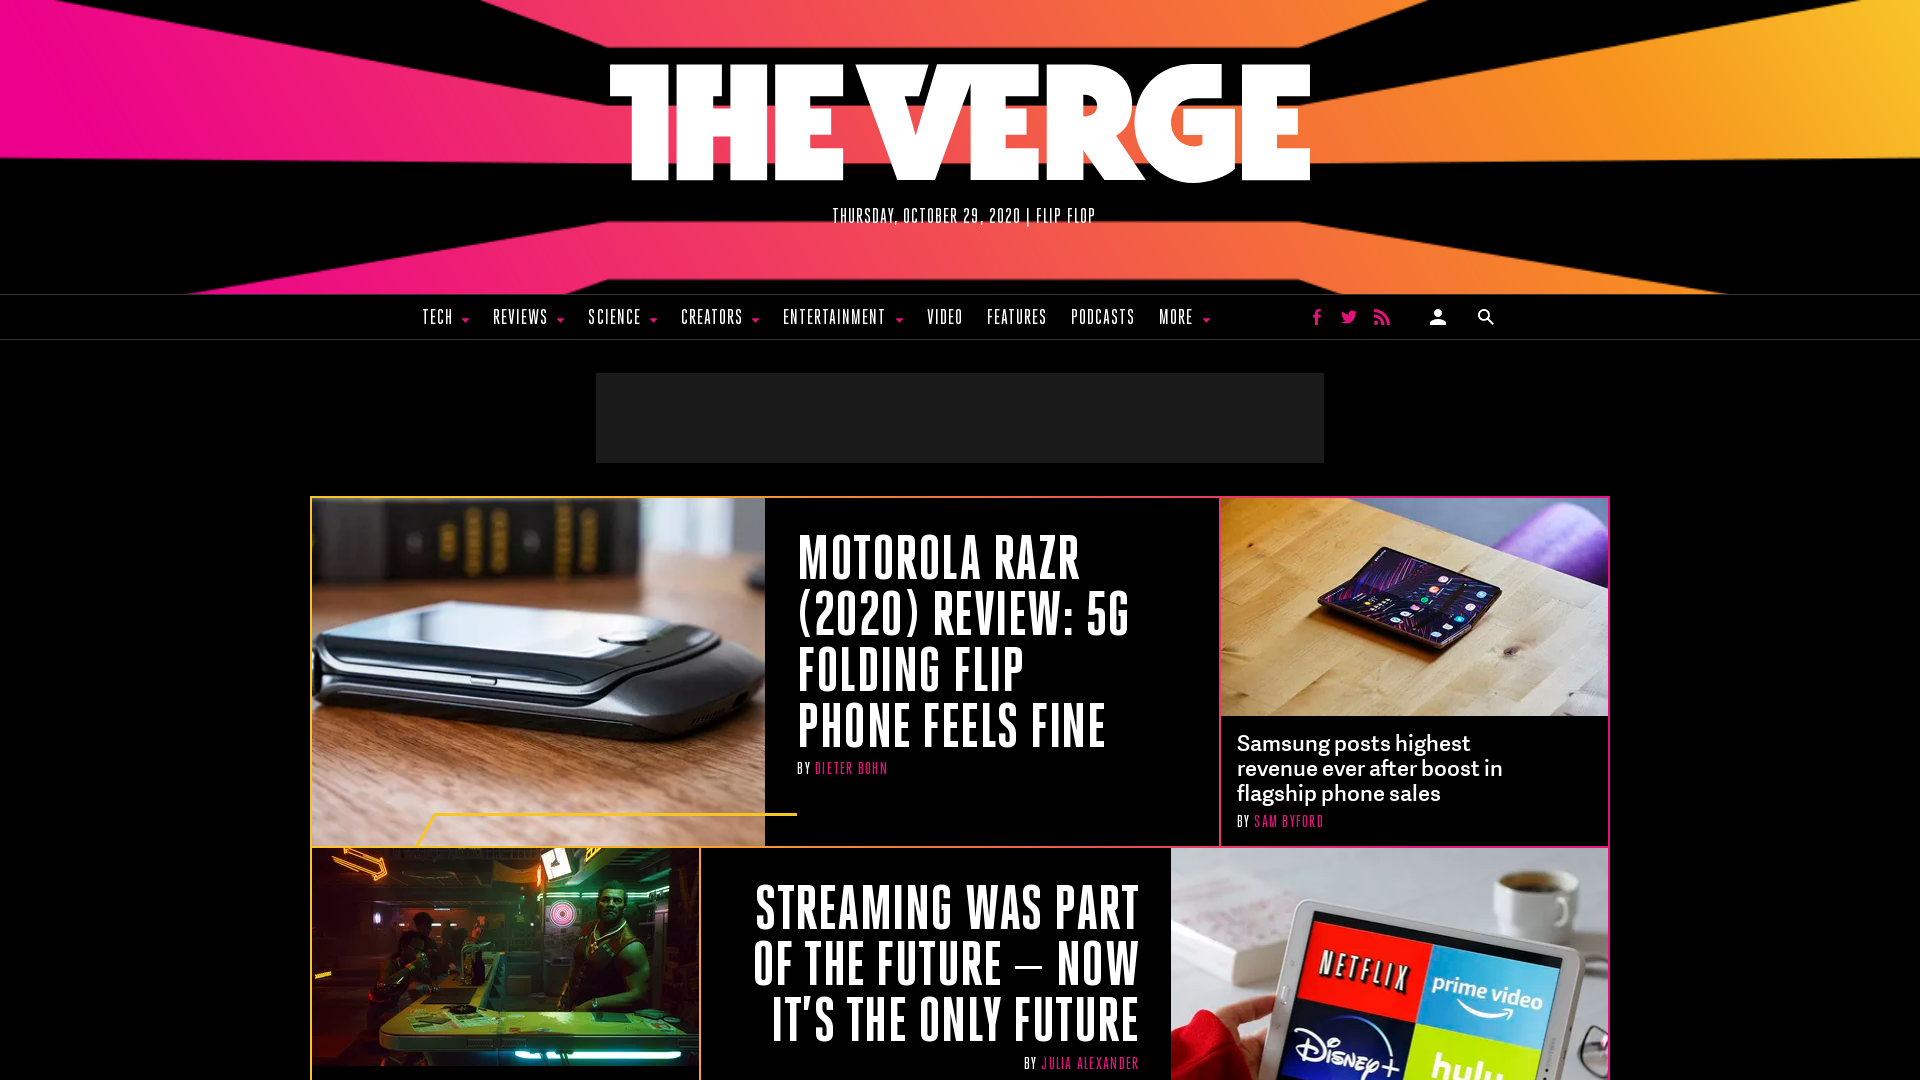 THE VERGE
THURSDAY, OCTOBER 29, 2020 | FLIP FLOP
TECH REVIEWS SCIENCE CREATORS ENTERTAINMENT VIDEO FEATURES PODCASTS MORE
MOTOROLA RAZR
(2020) REVIEW: 5G
FOLDING FLIP
PHONE FEELS FINE
BY DIETER BOHN
Samsung posts highest
revenue ever after boost in
flagship phone sales
BY SAM BYFORD
STREAMING WAS PART
OF THE FUTURE — NOW
IT'S THE ONLY FUTURE
BY JULIA ALEXANDER
NETFLIX
prime video
Disney+
hulu